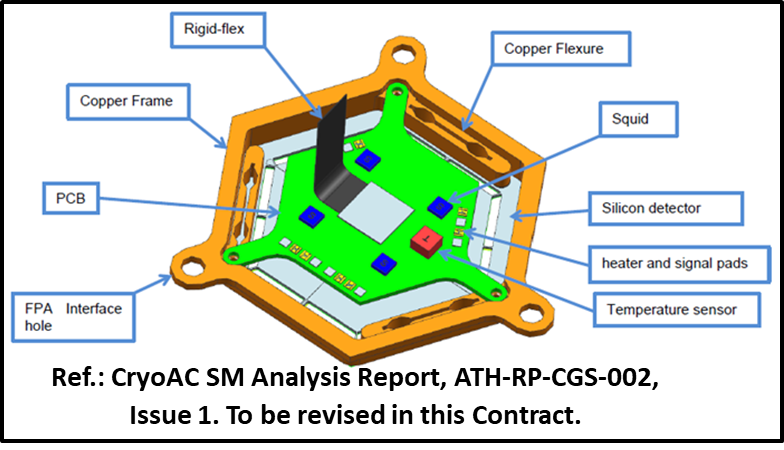 Rigid-flex
Copper Flexure
Copper Frame
Squid
PCB
Silicon detector
heater and signal pads
FPA Interface
hole
Temperature sensor
Ref.: CryoAC SM Analysis Report, ATH-RP-CGS-002,
Issue 1. To be revised in this Contract.